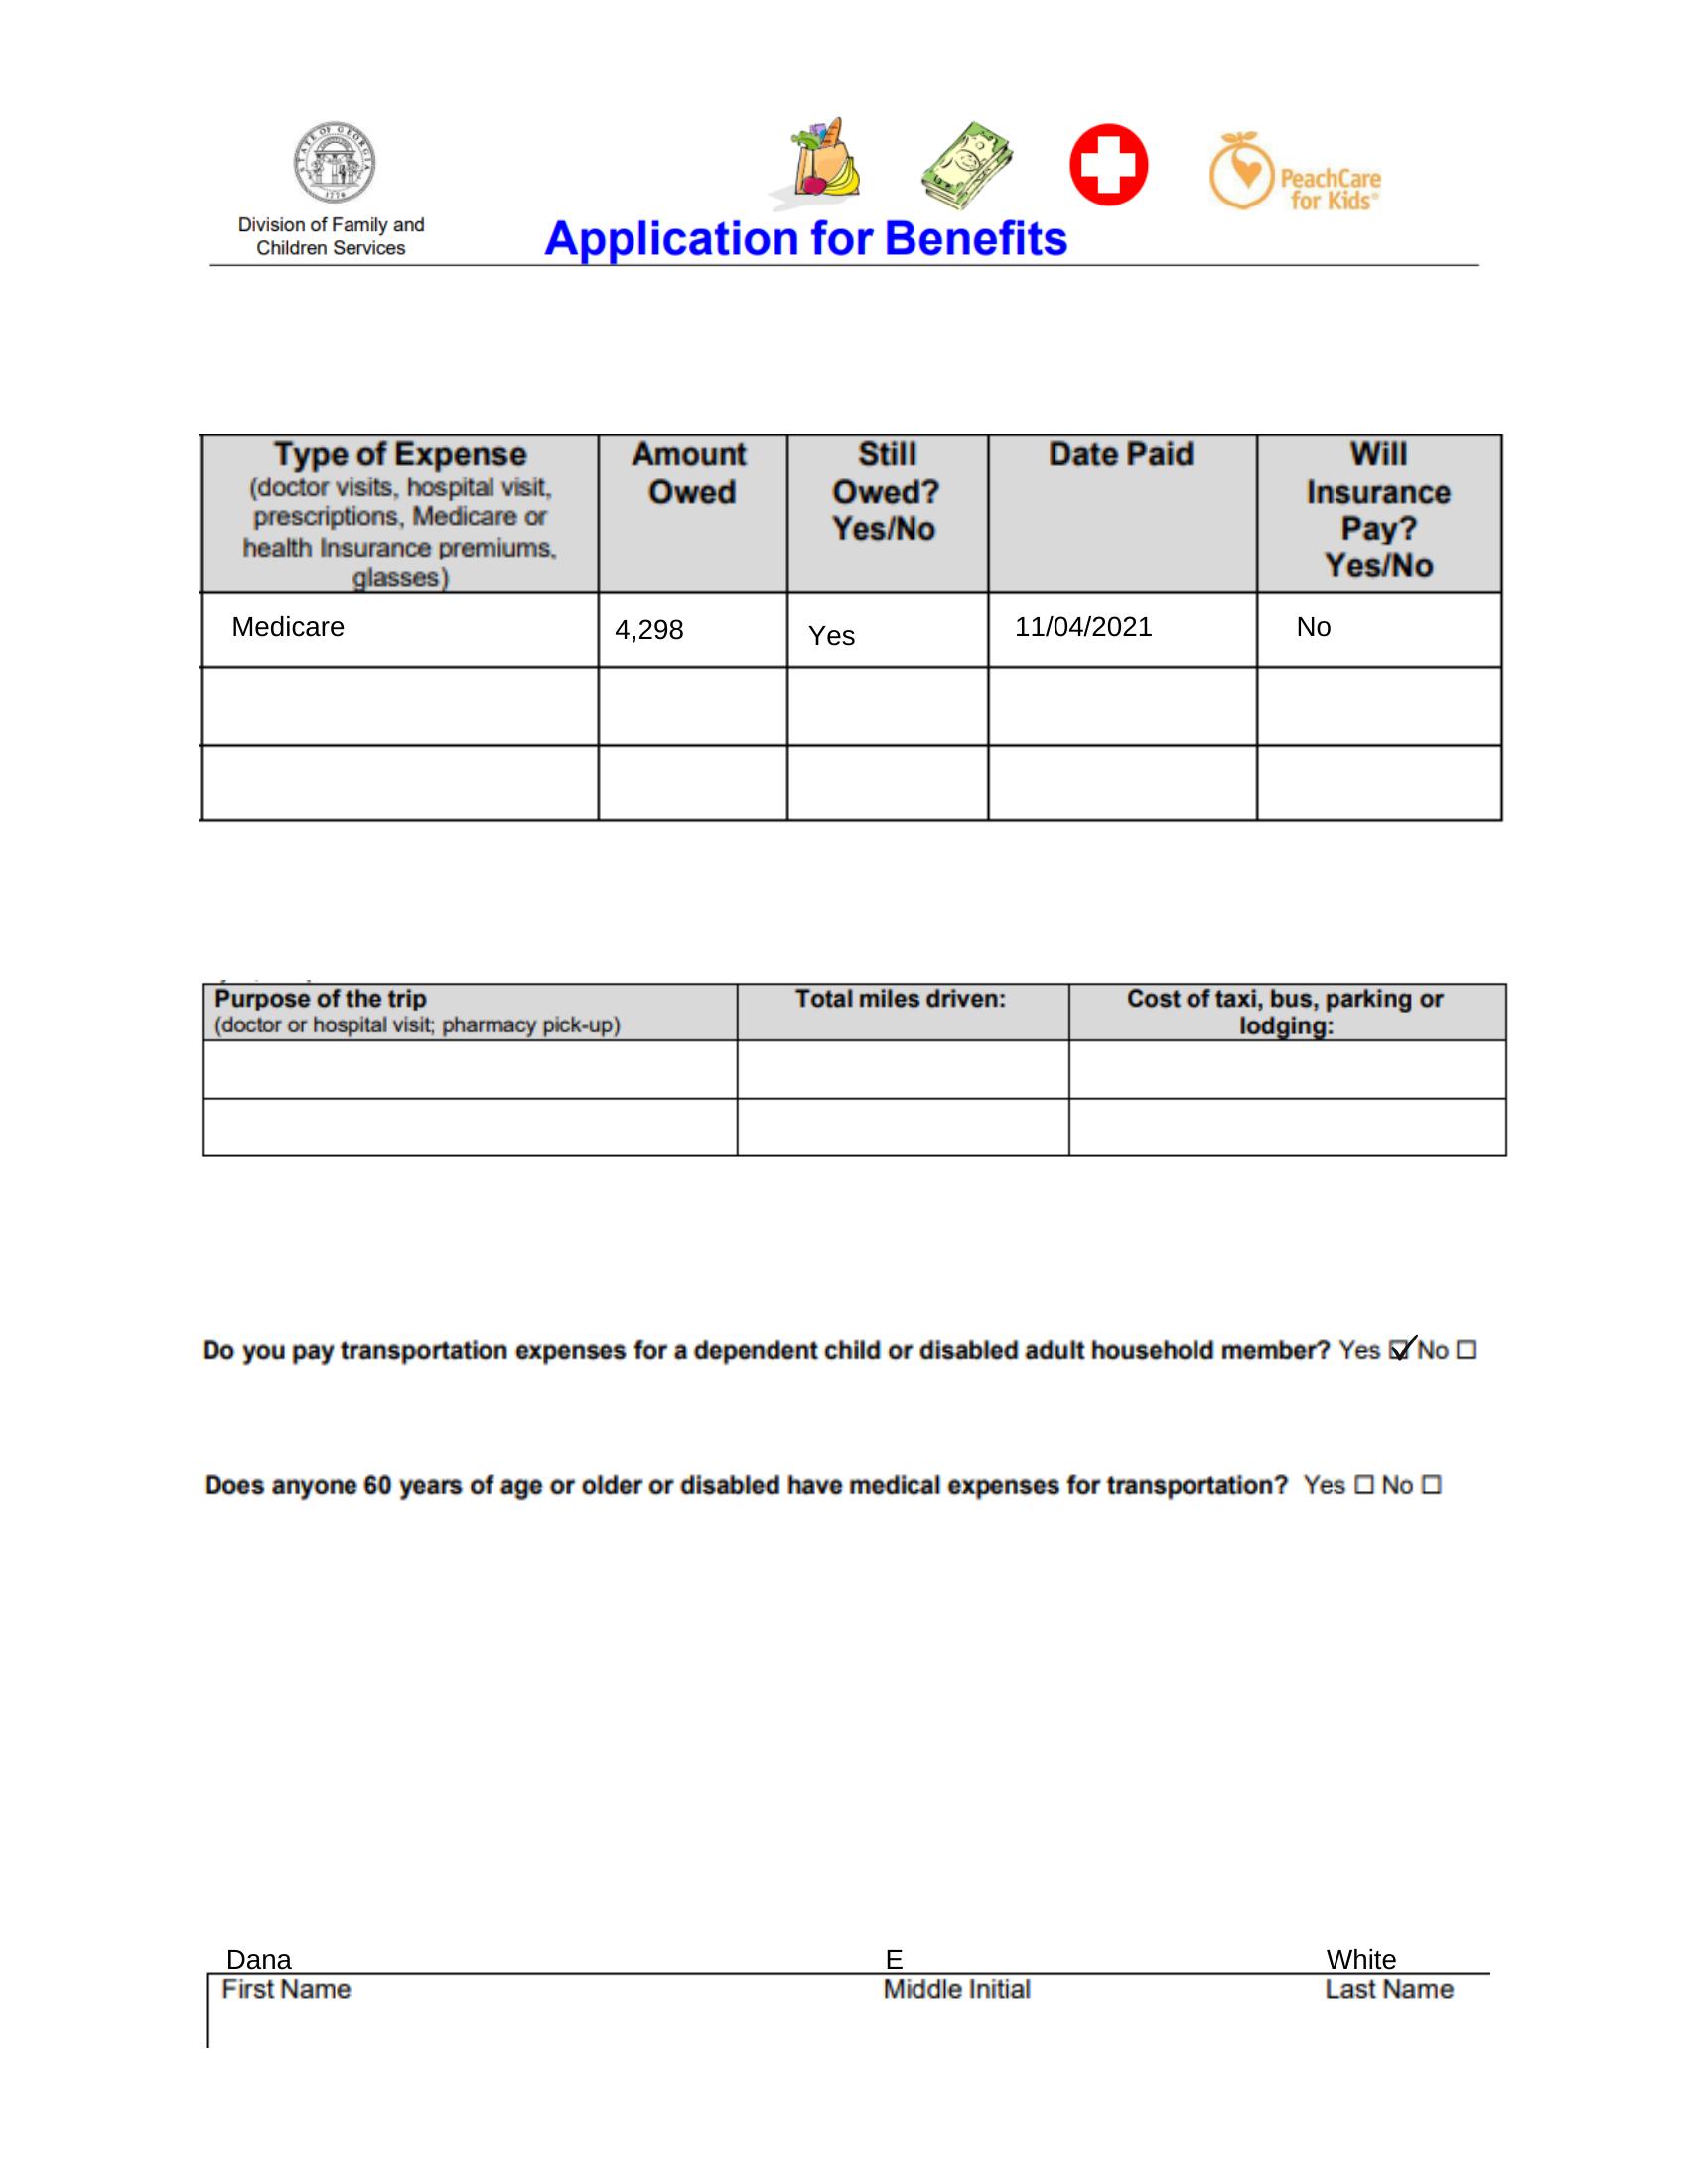 STATE OF GEORGIA
1776
Division of Family and
Children Services
Application for Benefits
PeachCare
for Kids®
Type of Expense
(doctor visits, hospital visit,
prescriptions, Medicare or
health Insurance premiums,
glasses)
Amount
Owed
Still
Owed?
Yes/No
Date Paid
Will
Insurance
Pay?
Yes/No
Medicare 4,298 Yes 11/04/2021 No
Purpose of the trip
(doctor or hospital visit; pharmacy pick-up)
Total miles driven:
Cost of taxi, bus, parking or
lodging:
Do you pay transportation expenses for a dependent child or disabled adult household member? Yes ☑ No ☐
Does anyone 60 years of age or older or disabled have medical expenses for transportation? Yes ☐ No ☐
Dana E White
First Name Middle Initial Last Name